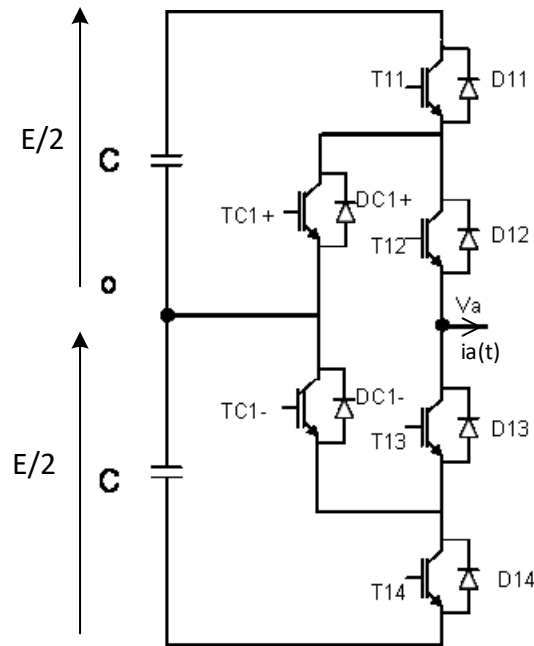 T11
D11
E/2
C
TC1+
DC1+
T12
D12
o
Va
ia(t)
TC1-
DC1-
T13
D13
E/2
C
T14
D14